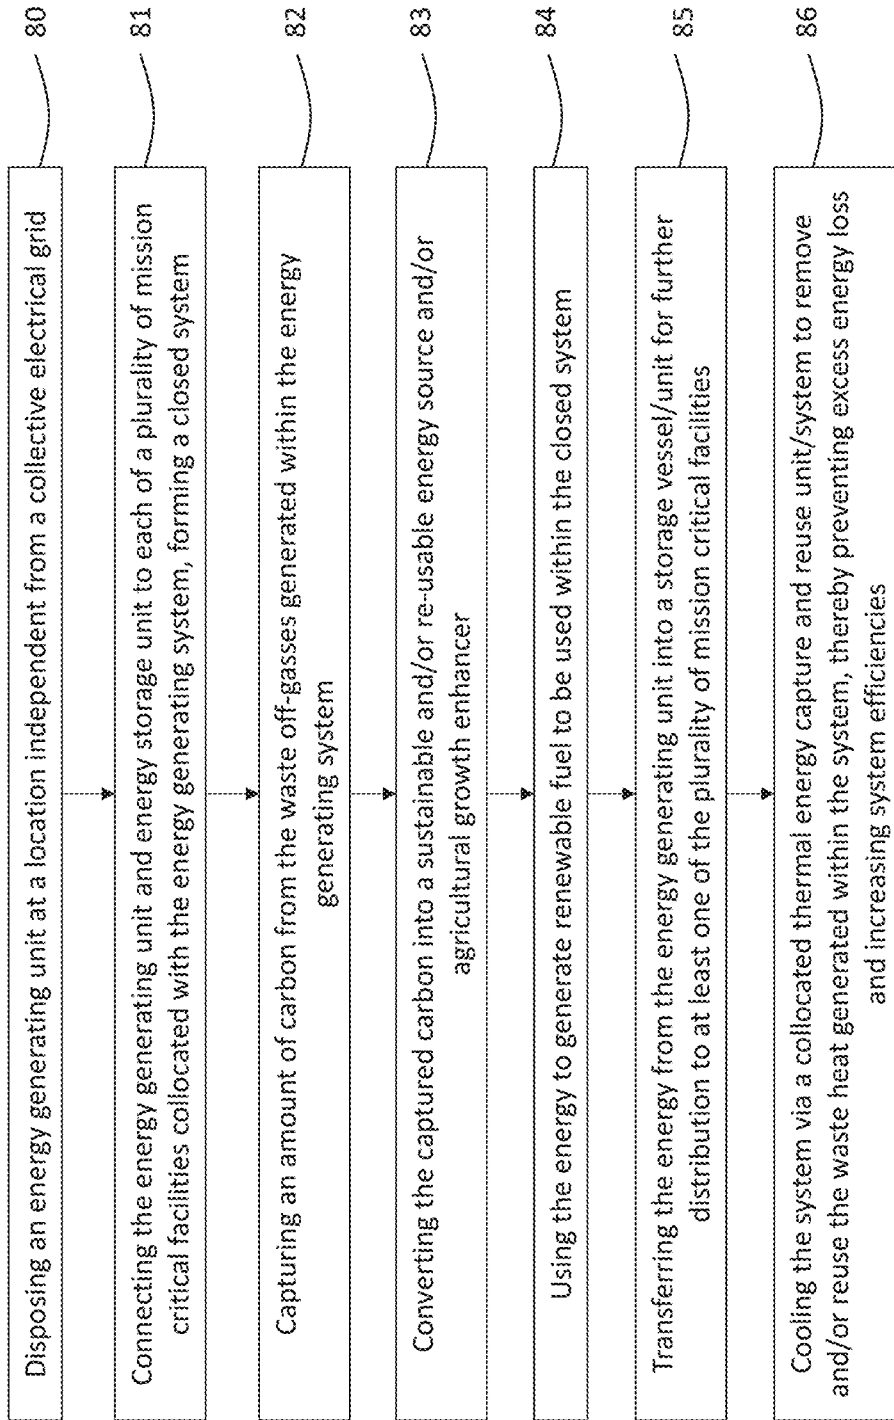 Disposing an energy generating unit at a location independent from a collective electrical grid
80
Connecting the energy generating unit and energy storage unit to each of a plurality of mission
critical facilities collocated with the energy generating system, forming a closed system
81
Capturing an amount of carbon from the waste off-gasses generated within the energy
generating system
82
Converting the captured carbon into a sustainable and/or re-usable energy source and/or
agricultural growth enhancer
83
Using the energy to generate renewable fuel to be used within the closed system
84
Transferring the energy from the energy generating unit into a storage vessel/unit for further
distribution to at least one of the plurality of mission critical facilities
85
Cooling the system via a collocated thermal energy capture and reuse unit/system to remove
and/or reuse the waste heat generated within the system, thereby preventing excess energy loss
and increasing system efficiencies
86